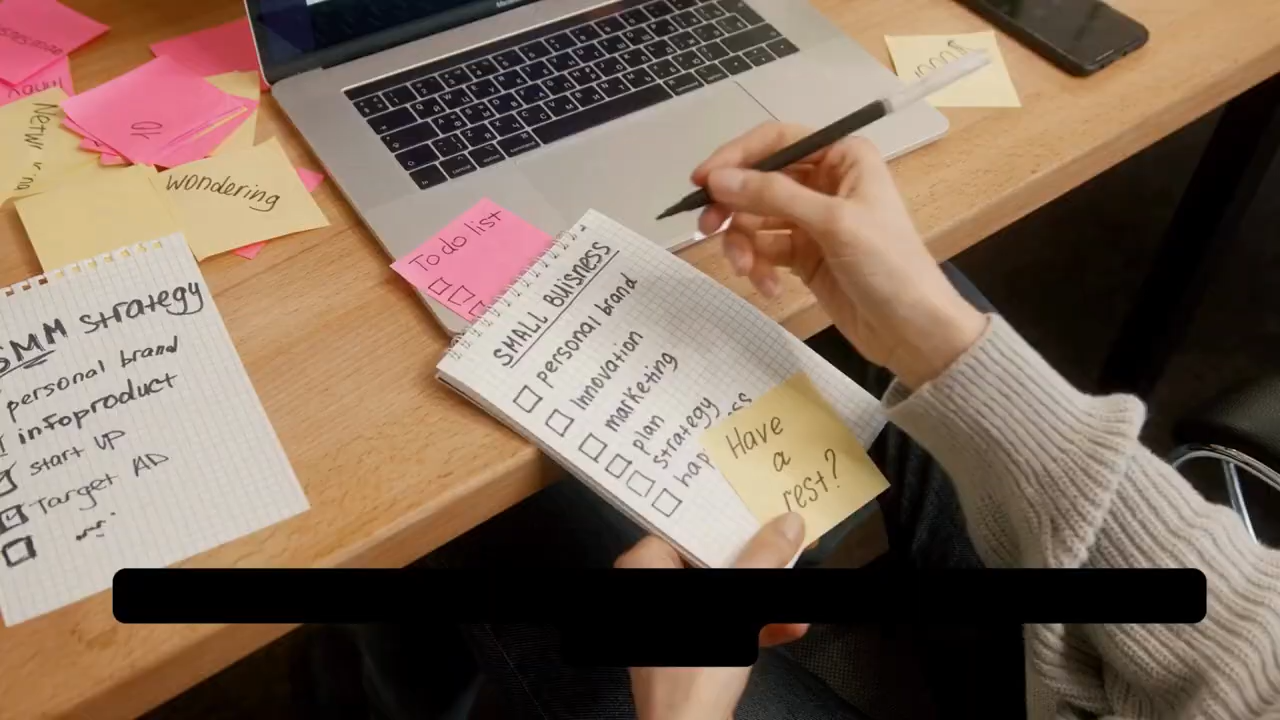 wondering
To do list
SMM strategy
personal brand
infoproduct
start UP
Target AD
SMALL BUISNESS
personal brand
Innovation
marketing
plan
strategy
Have
a
rest?